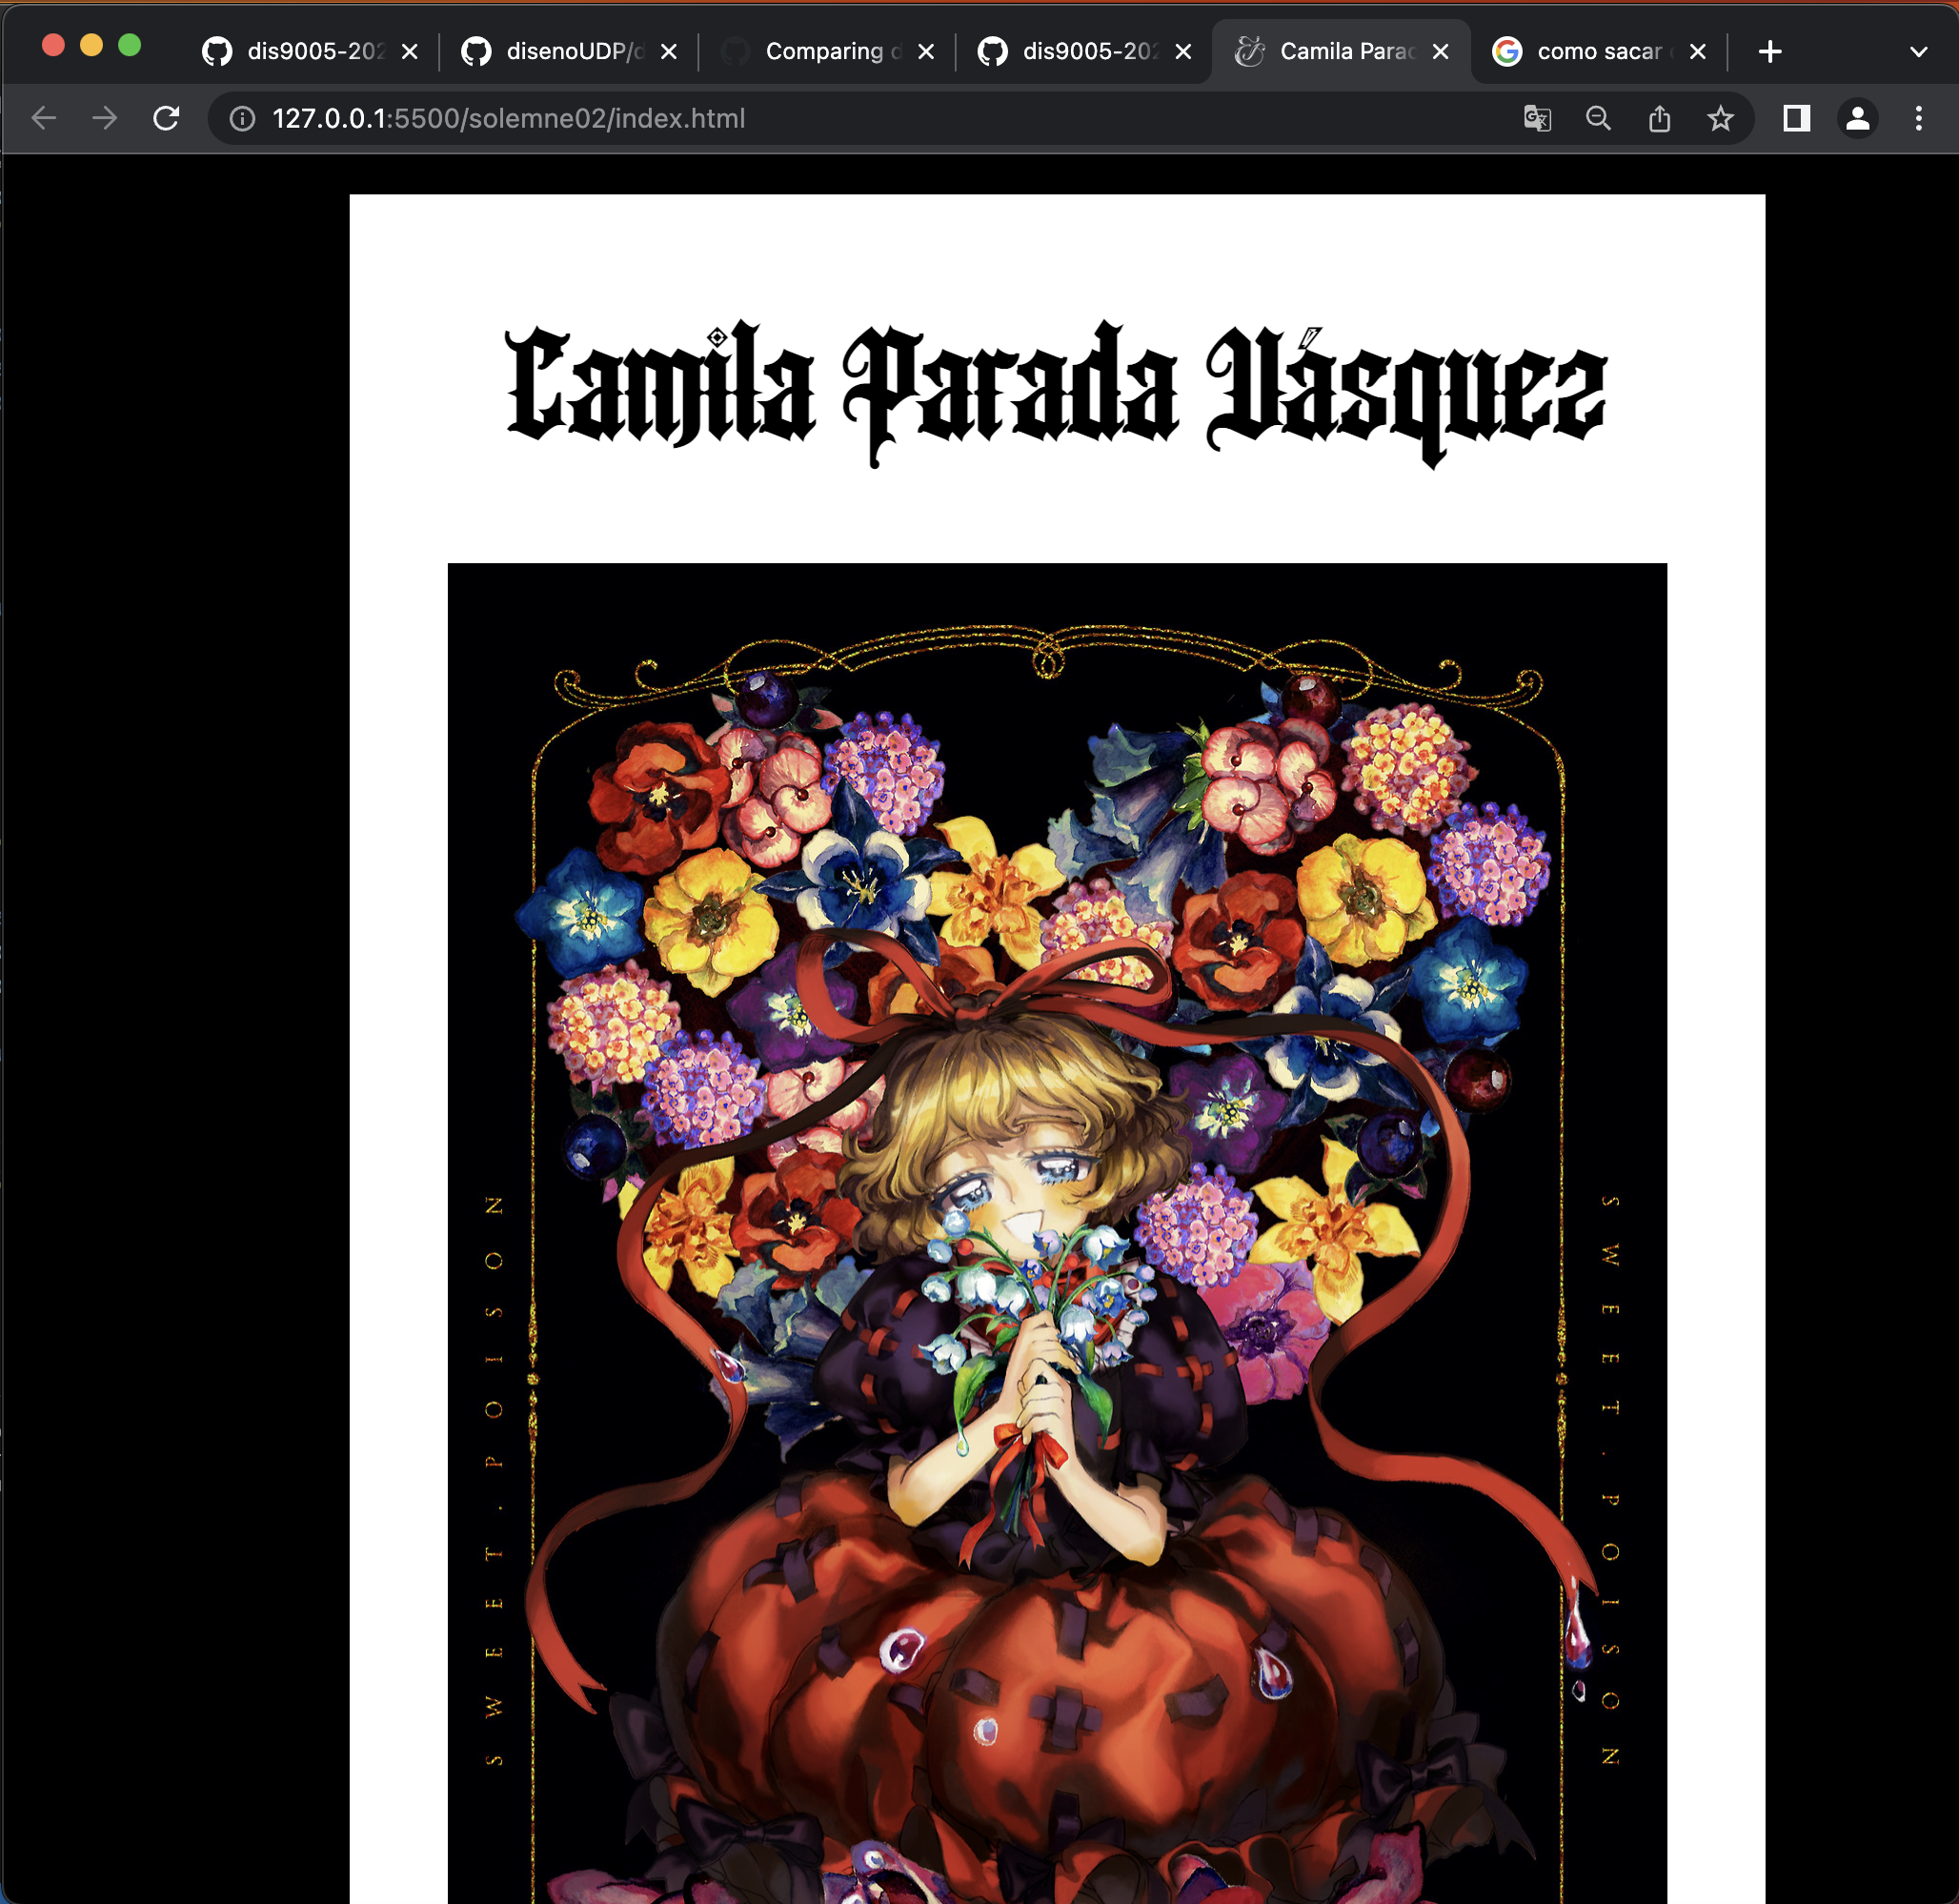 dis9005-202
disenoUDP/d
Comparing d
dis9005-202
Camila Parad
como sacar
127.0.0.1:5500/solemne02/index.html
Camila Parada Vásquez
SWEET.POISON
SWEET.POISON